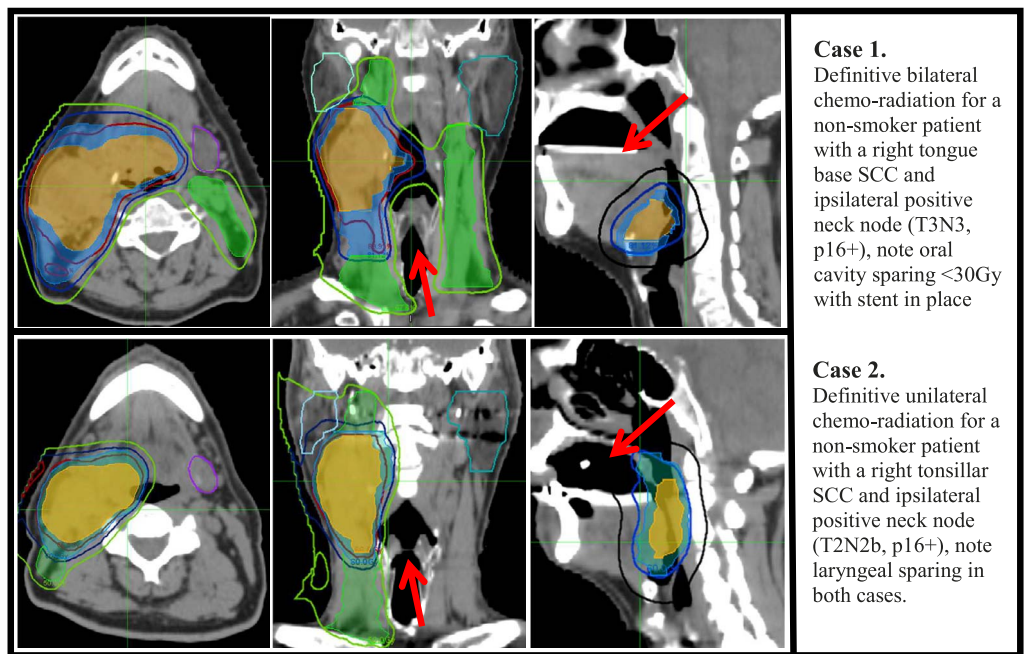 Case 1.
Definitive bilateral
chemo-radiation for a
non-smoker patient
with a right tongue
base SCC and
ipsilateral positive
neck node (T3N3,
p16+), note oral
cavity sparing <30Gy
with stent in place
Case 2.
Definitive unilateral
chemo-radiation for a
non-smoker patient
with a right tonsillar
SCC and ipsilateral
positive neck node
(T2N2b, p16+), note
laryngeal sparing in
both cases.